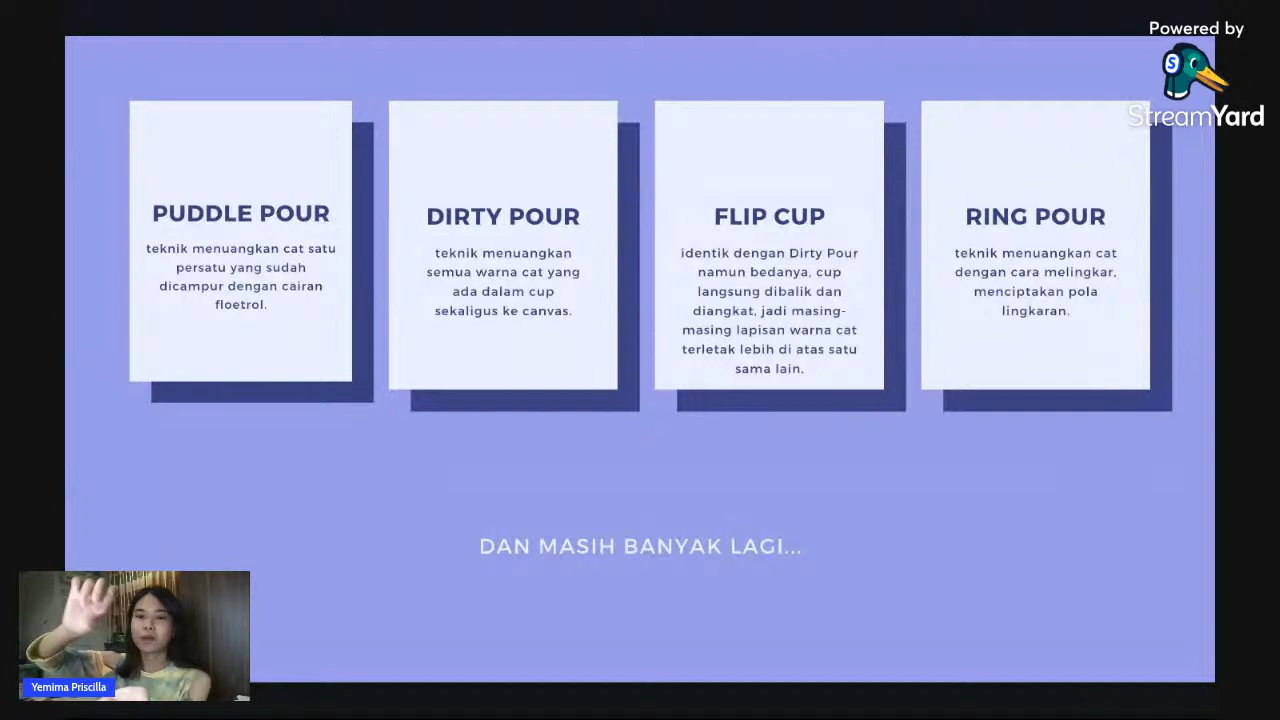 Powered by
StreamYard
PUDDLE POUR
teknik menuangkan cat satu
persatu yang sudah
dicampur dengan cairan
floetrol.
DIRTY POUR
teknik menuangkan
semua warna cat yang
ada dalam cup
sekaligus ke canvas.
FLIP CUP
identik dengan Dirty Pour
namun bedanya, cup
langsung dibalik dan
diangkat, jadi masing-
masing lapisan warna cat
terletak lebih di atas satu
sama lain.
RING POUR
teknik menuangkan cat
dengan cara melingkar,
menciptakan pola
lingkaran.
DAN MASIH BANYAK LAGI...
Yemima Priscilla